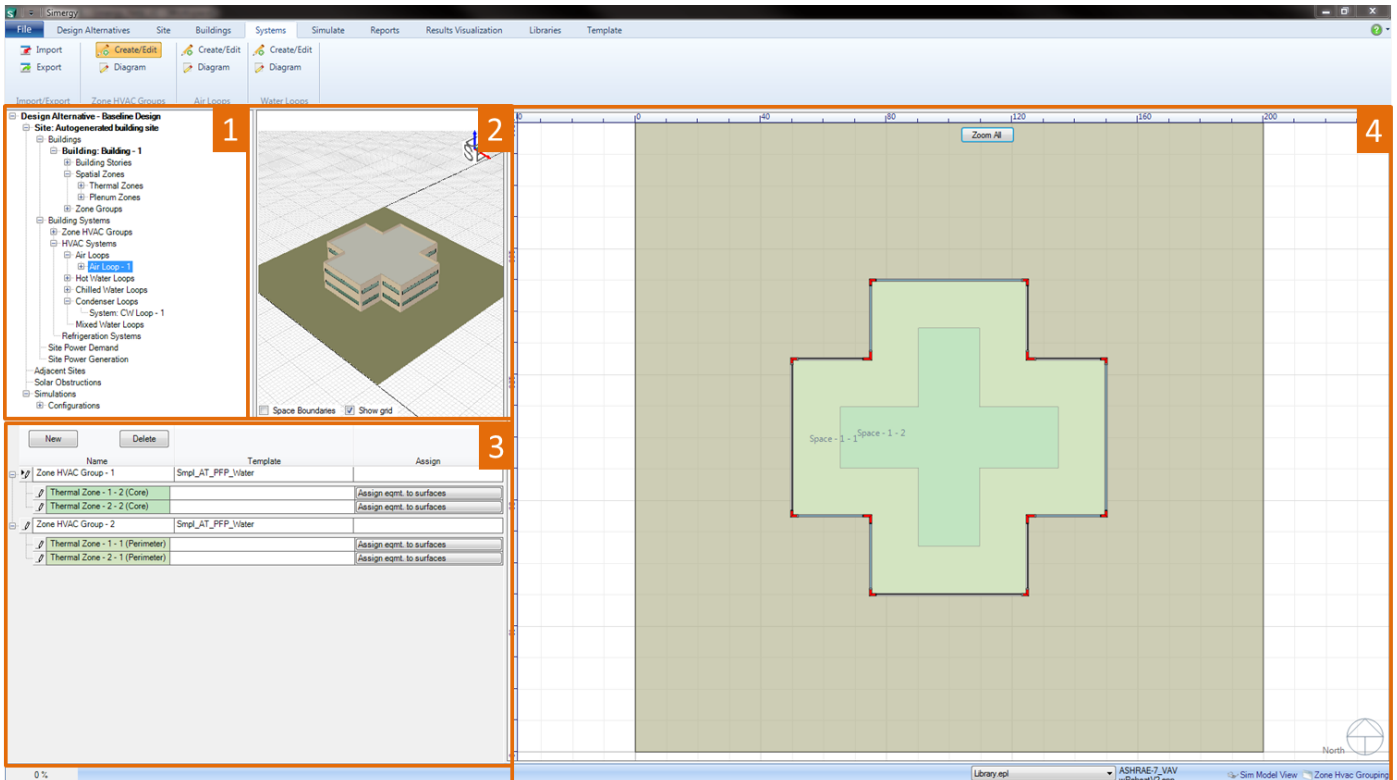 Simergy
File Design Alternatives Site Buildings Systems Simulate Reports Results Visualization Libraries Template
Import Create/Edit Create/Edit Create/Edit
Export Diagram Diagram Diagram
Import/Export Zone HVAC Groups Air Loops Water Loops
1
Design Alternative - Baseline Design
Site: Autogenerated building site
Buildings
Building: Building - 1
Building Stories
Spatial Zones
Thermal Zones
Plenum Zones
Zone Groups
Building Systems
Zone HVAC Groups
HVAC Systems
Air Loops
Air Loop - 1
Hot Water Loops
Chilled Water Loops
Condenser Loops
System: CW Loop - 1
Mixed Water Loops
Refrigeration Systems
Site Power Demand
Site Power Generation
Adjacent Sites
Solar Obstructions
Simulations
Configurations
2
Space Boundaries Show grid
3
New Delete
Name Template Assign
Zone HVAC Group - 1 Smpl_AT_PFP_Water
Thermal Zone - 1 - 2 (Core) Assign eqmt. to surfaces
Thermal Zone - 2 - 2 (Core) Assign eqmt. to surfaces
Zone HVAC Group - 2 Smpl_AT_PFP_Water
Thermal Zone - 1 - 1 (Perimeter) Assign eqmt. to surfaces
Thermal Zone - 2 - 1 (Perimeter) Assign eqmt. to surfaces
4
0 40 80 120 160 200
Zoom All
Space - 1 - 1 Space - 1 - 2
North
0 % Library.epl ASHRAE-7_VAV Sim Model View Zone Hvac Grouping